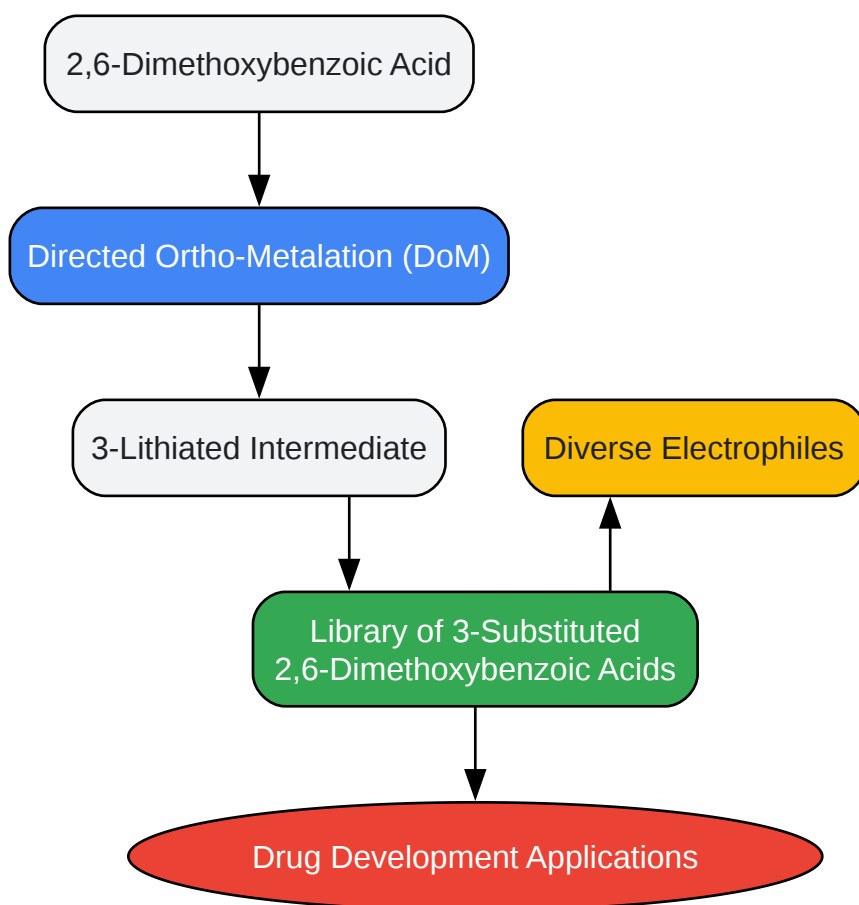 2,6-Dimethoxybenzoic Acid
Directed Ortho-Metalation (DoM)
3-Lithiated Intermediate
Diverse Electrophiles
Library of 3-Substituted
2,6-Dimethoxybenzoic Acids
Drug Development Applications